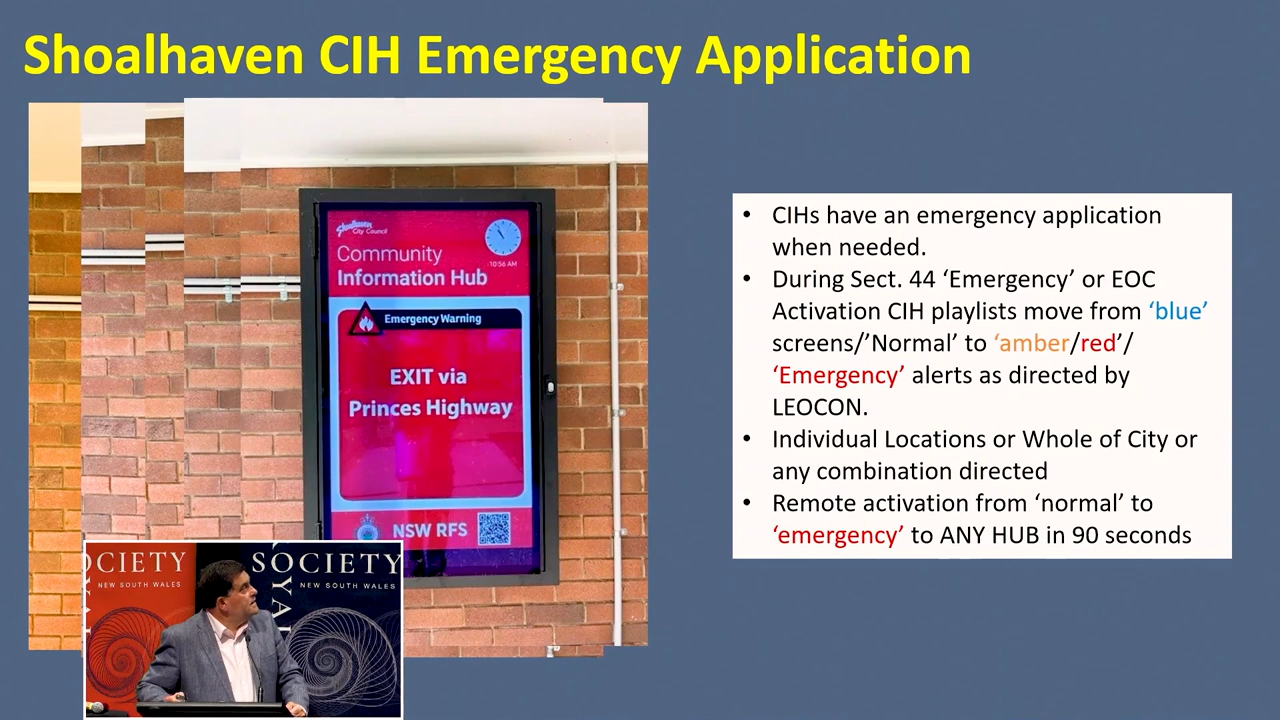 Shoalhaven CIH Emergency Application
Shoalhaven
City Council
10:56 AM
Community
Information Hub
Emergency Warning
EXIT via
Princes Highway
NSW RFS
• CIHs have an emergency application
when needed.
• During Sect. 44 ‘Emergency’ or EOC
Activation CIH playlists move from ‘blue’
screens/’Normal’ to ‘amber/red’/
‘Emergency’ alerts as directed by
LEOCON.
• Individual Locations or Whole of City or
any combination directed
• Remote activation from ‘normal’ to
‘emergency’ to ANY HUB in 90 seconds
OCIETY
NEW SOUTH WALES
SOCIETY
NEW SOUTH WALES